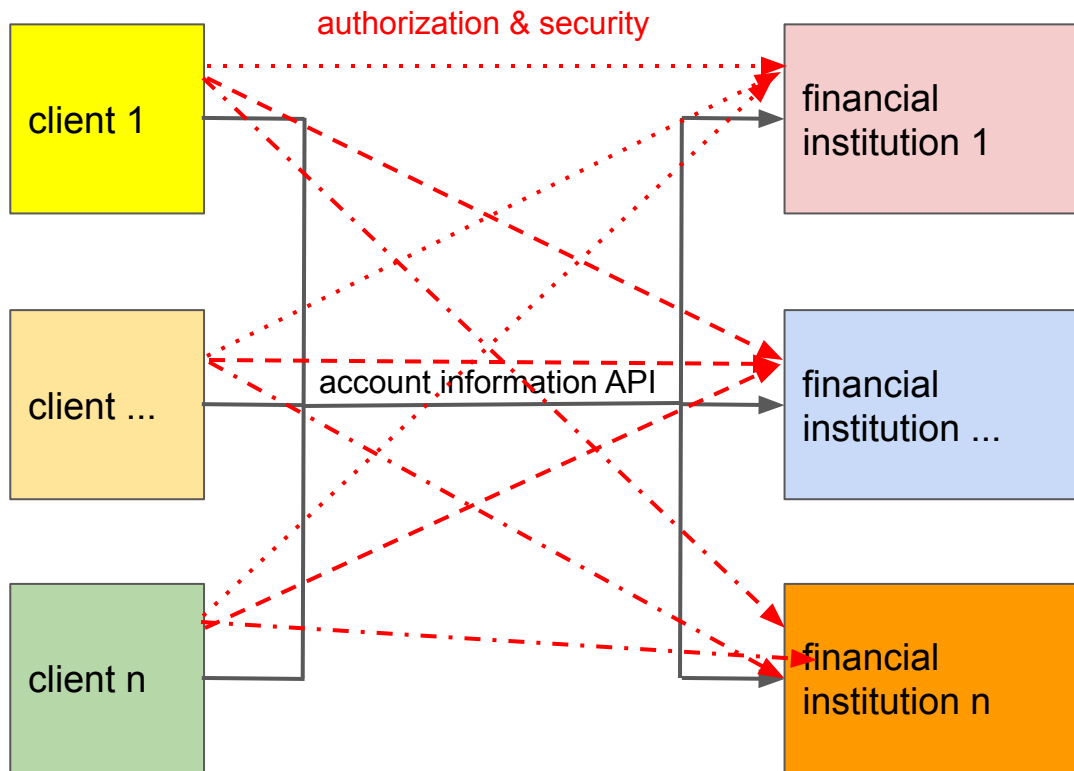 authorization & security
client 1
financial
institution 1
client ...
account information API
financial
institution ...
client n
financial
institution n